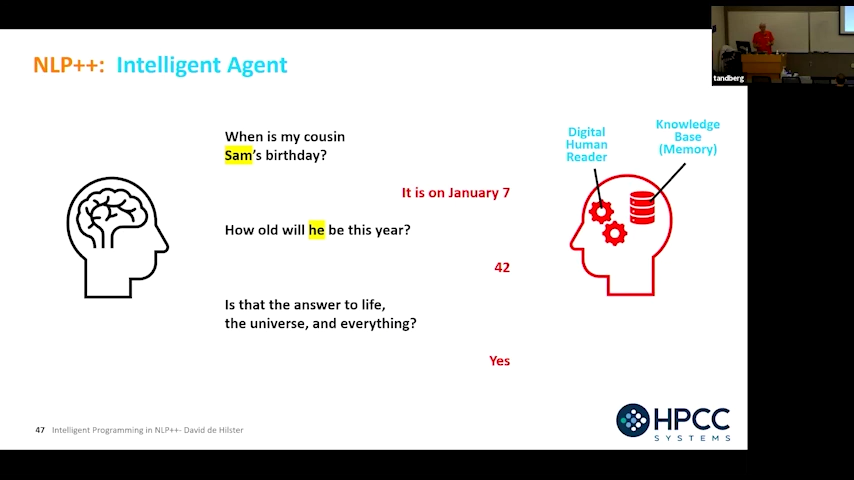 tandberg
NLP++: Intelligent Agent
When is my cousin
Sam's birthday?
Digital
Human
Reader
Knowledge
Base
(Memory)
It is on January 7
How old will he be this year?
42
Is that the answer to life,
the universe, and everything?
Yes
47 Intelligent Programming in NLP++- David de Hilster
HPCC
SYSTEMS